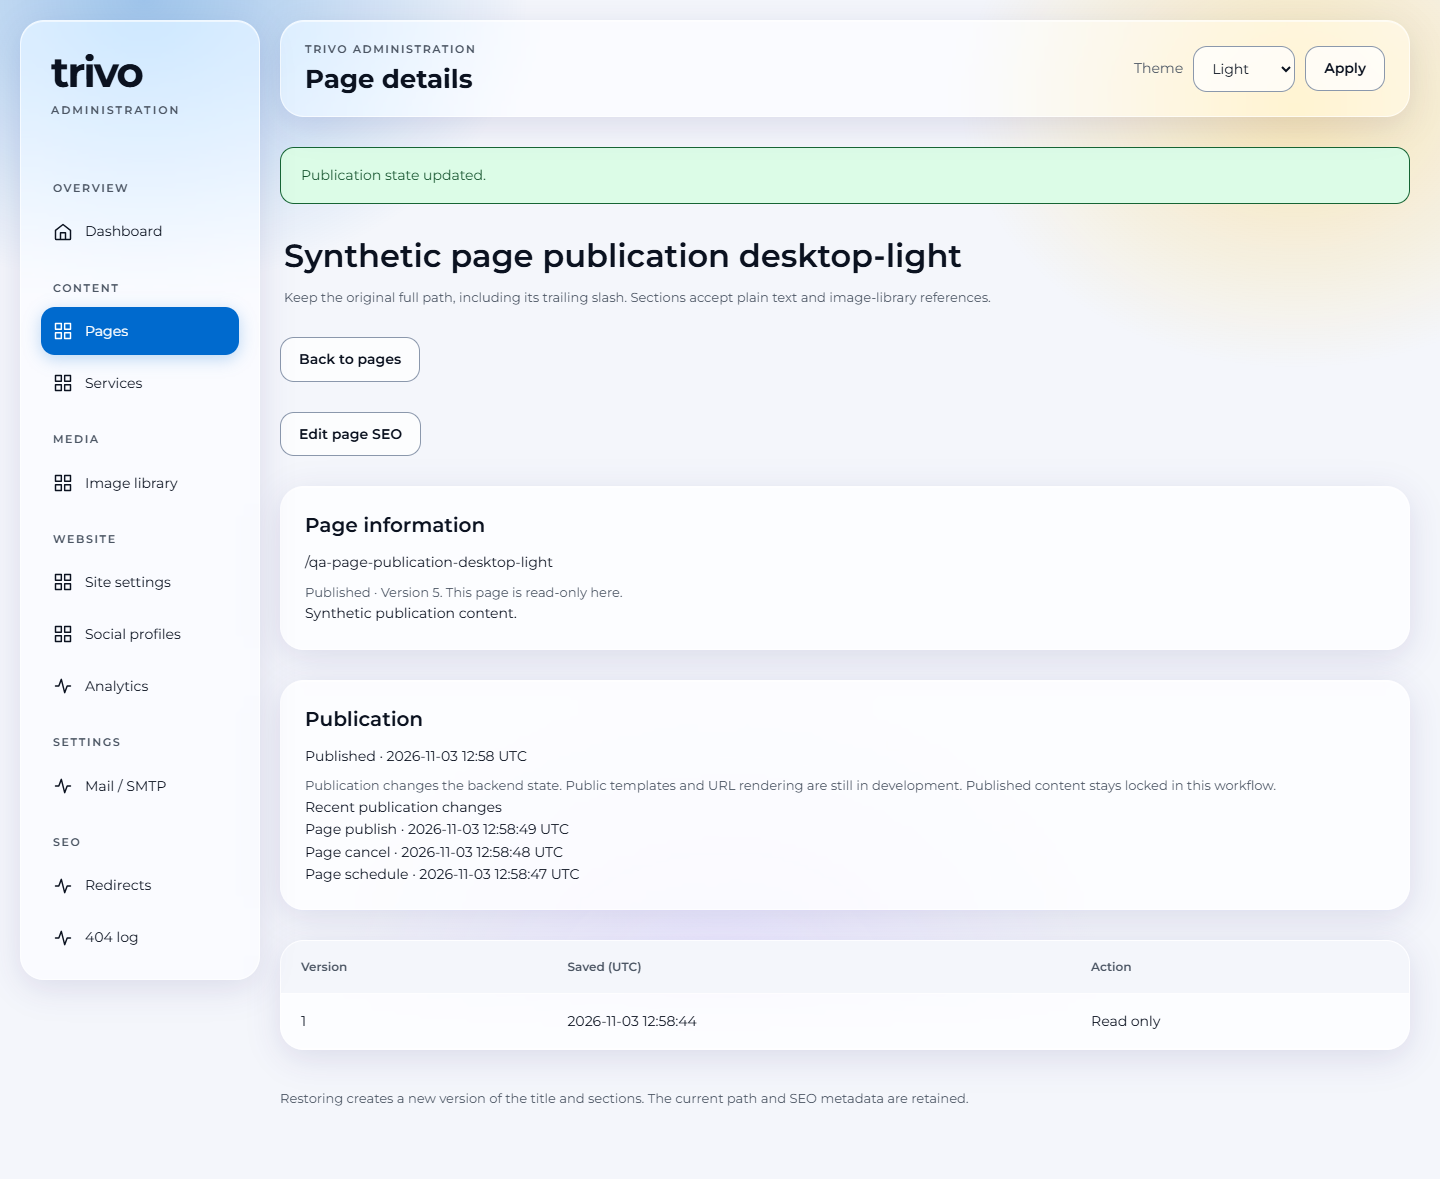 trivo
ADMINISTRATION
OVERVIEW
Dashboard
CONTENT
Pages
Services
MEDIA
Image library
WEBSITE
Site settings
Social profiles
Analytics
SETTINGS
Mail / SMTP
SEO
Redirects
404 log
TRIVO ADMINISTRATION
Page details
Theme
Light
Apply
Publication state updated.
Synthetic page publication desktop-light
Keep the original full path, including its trailing slash. Sections accept plain text and image-library references.
Back to pages
Edit page SEO
Page information
/qa-page-publication-desktop-light
Published · Version 5. This page is read-only here.
Synthetic publication content.
Publication
Published · 2026-11-03 12:58 UTC
Publication changes the backend state. Public templates and URL rendering are still in development. Published content stays locked in this workflow.
Recent publication changes
Page publish · 2026-11-03 12:58:49 UTC
Page cancel · 2026-11-03 12:58:48 UTC
Page schedule · 2026-11-03 12:58:47 UTC
Version Saved (UTC) Action
1 2026-11-03 12:58:44 Read only
Restoring creates a new version of the title and sections. The current path and SEO metadata are retained.